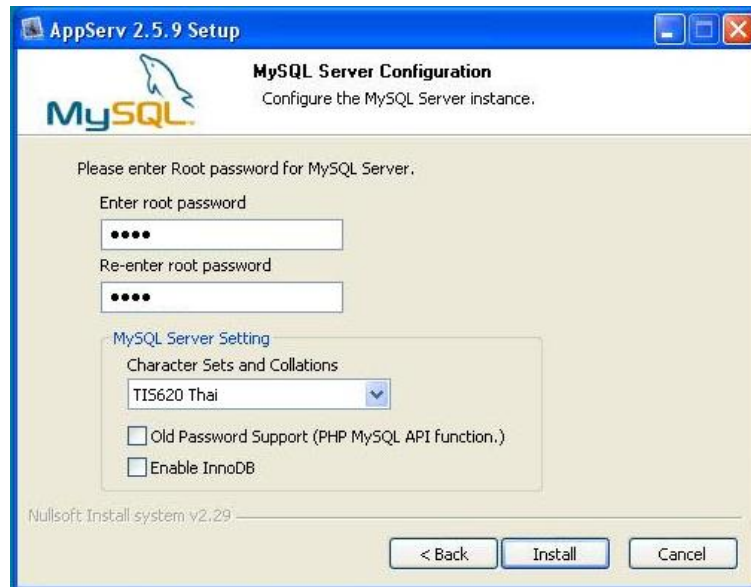 AppServ 2.5.9 Setup
MySQL Server Configuration
Configure the MySQL Server instance.
MySQL
Please enter Root password for MySQL Server.
Enter root password
••••
Re-enter root password
••••
MySQL Server Setting
Character Sets and Collations
TIS620 Thai
Old Password Support (PHP MySQL API function.)
Enable InnoDB
Nullsoft Install system v2.29
< Back Install Cancel